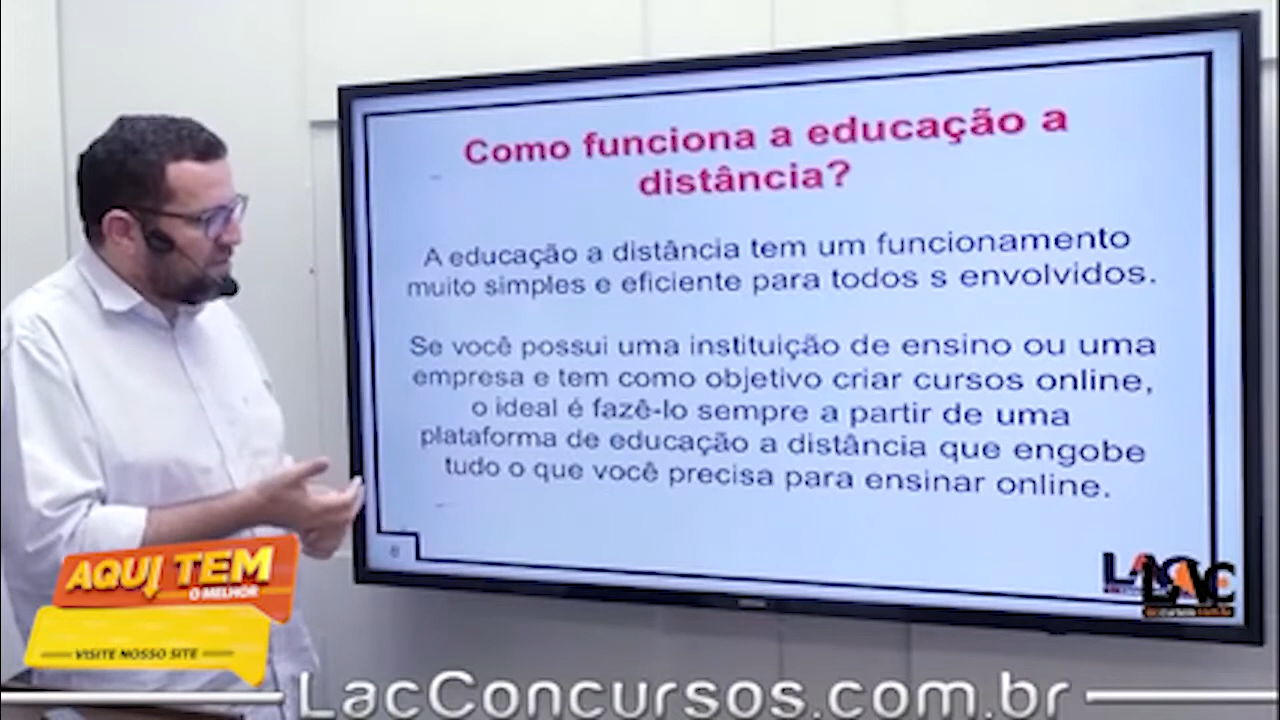 Como funciona a educação a
distância?
A educação a distância tem um funcionamento
muito simples e eficiente para todos s envolvidos.
Se você possui uma instituição de ensino ou uma
empresa e tem como objetivo criar cursos online,
o ideal é fazê-lo sempre a partir de uma
plataforma de educação a distância que engobe
tudo o que você precisa para ensinar online.
8
LAC
AQUI TEM
O MELHOR
VISITE NOSSO SITE
LacConcursos.com.br